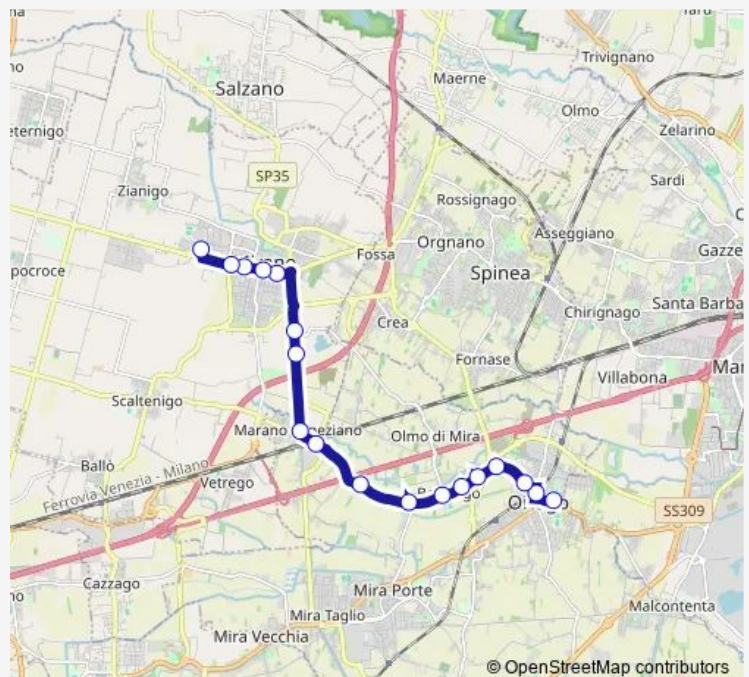 Salzano
Maerne
Trivignano
Olmo
Zelarino
SP35
Zianigo
Sardi
Rossignago
Asseggiano
Orgnano
Fossa
Spinea
Gazze
Santa Barba
Chirignago
Crea
Fornase
Villabona
Mar
Scaltenigo
Marano
Olmo di Mira
Ballò
Vetrego
Ferrovia Venezia - Milano
SS309
Cazzago
Mira Porte
Mira Taglio
Malcontenta
Mira Vecchia
© OpenStreetMap contributors